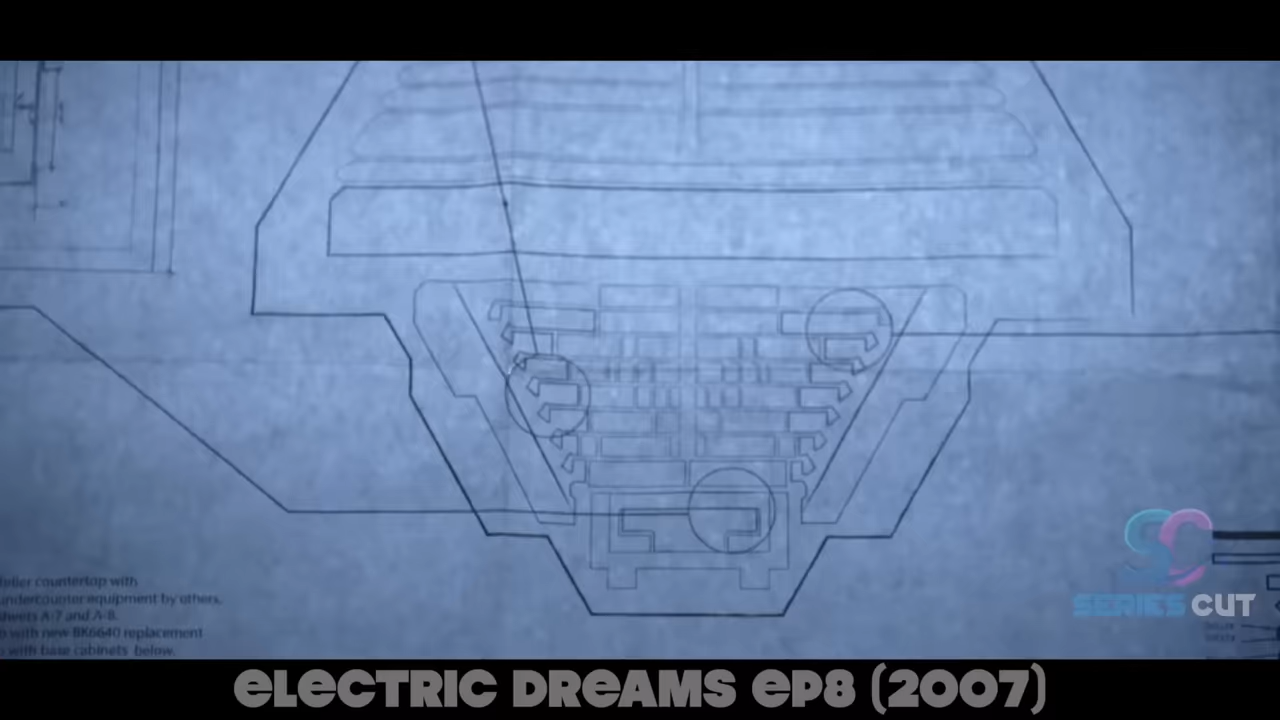 countertop with
undercounter equipment by others.
A-7 and A-8.
with new BK6640 replacement
with base cabinets below.
SC
SERIES CUT
ELECTRIC DREAMS EP8 (2007)